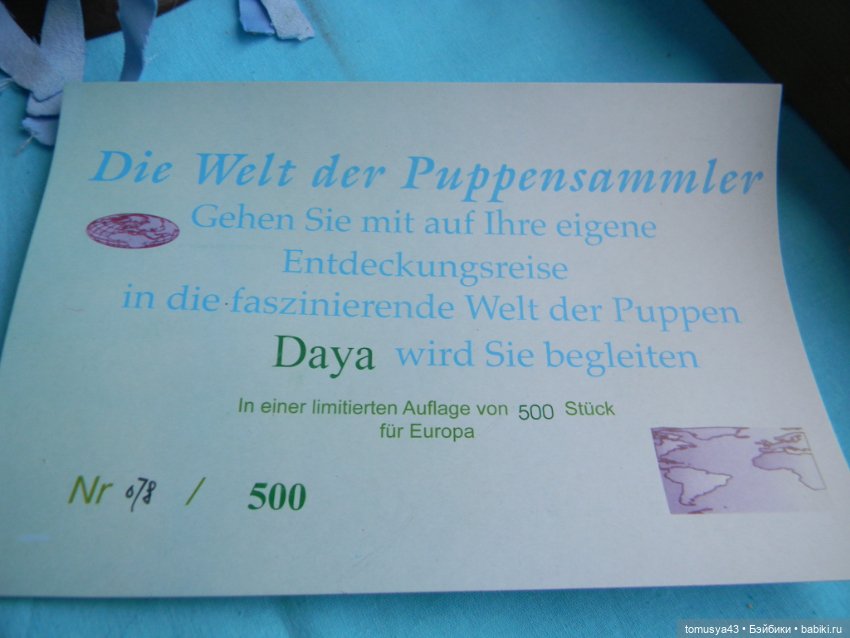 Die Welt der Puppensammler
Gehen Sie mit auf Ihre eigene
Entdeckungsreise
in die faszinierende Welt der Puppen
Daya wird Sie begleiten
In einer limitierten Auflage von 500 Stück
für Europa
Nr 078 / 500
tomusya43 • Бэйбики • babiki.ru